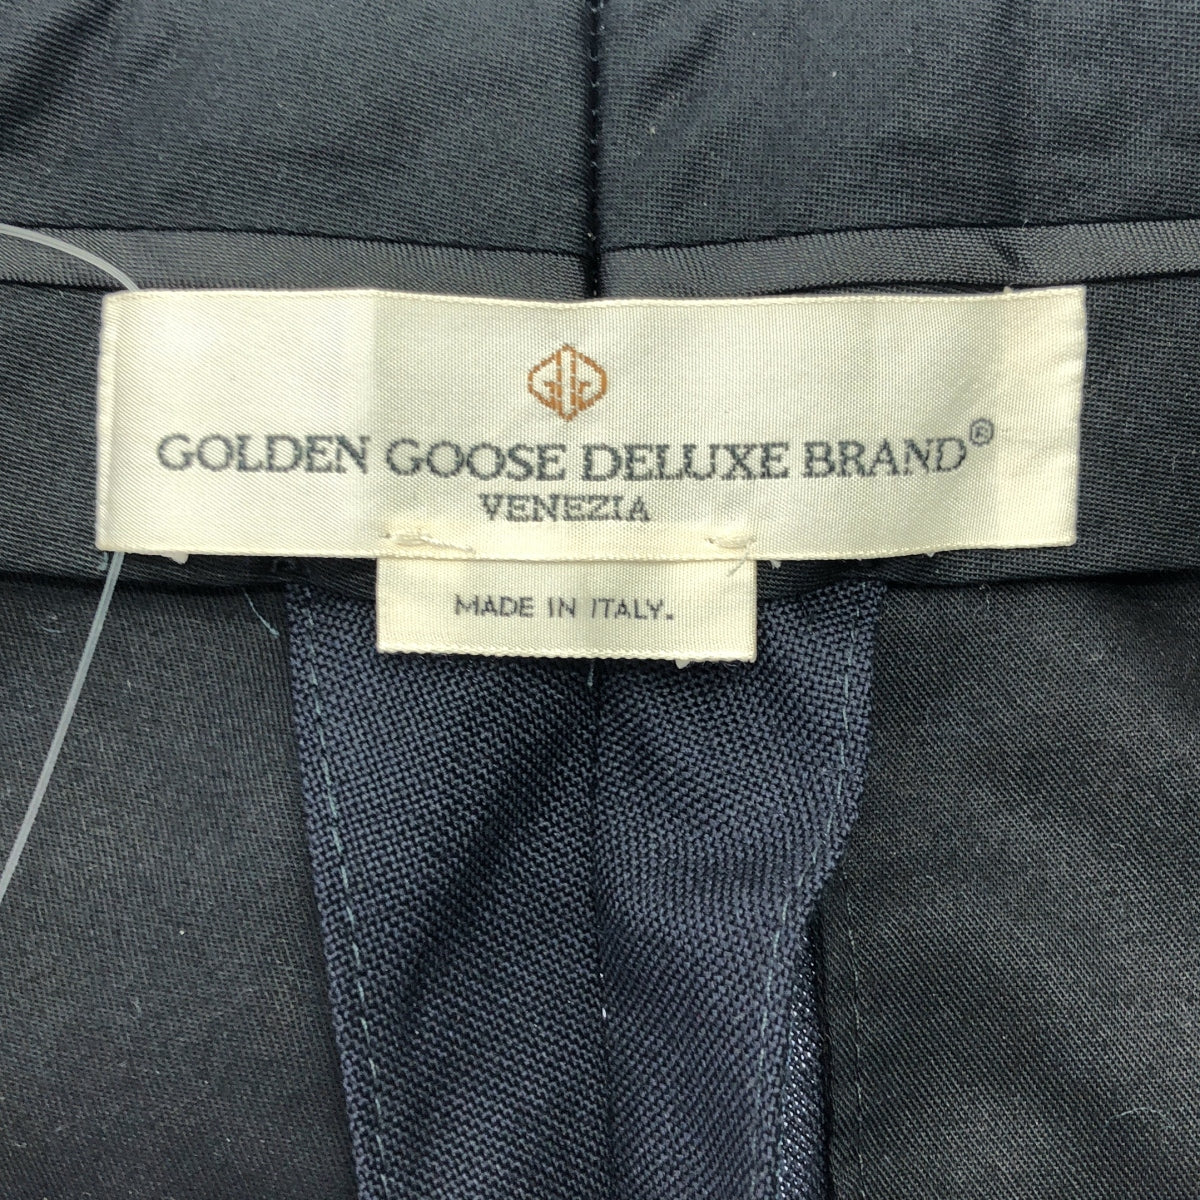 GOLDEN GOOSE DELUXE BRAND®
VENEZIA
MADE IN ITALY.